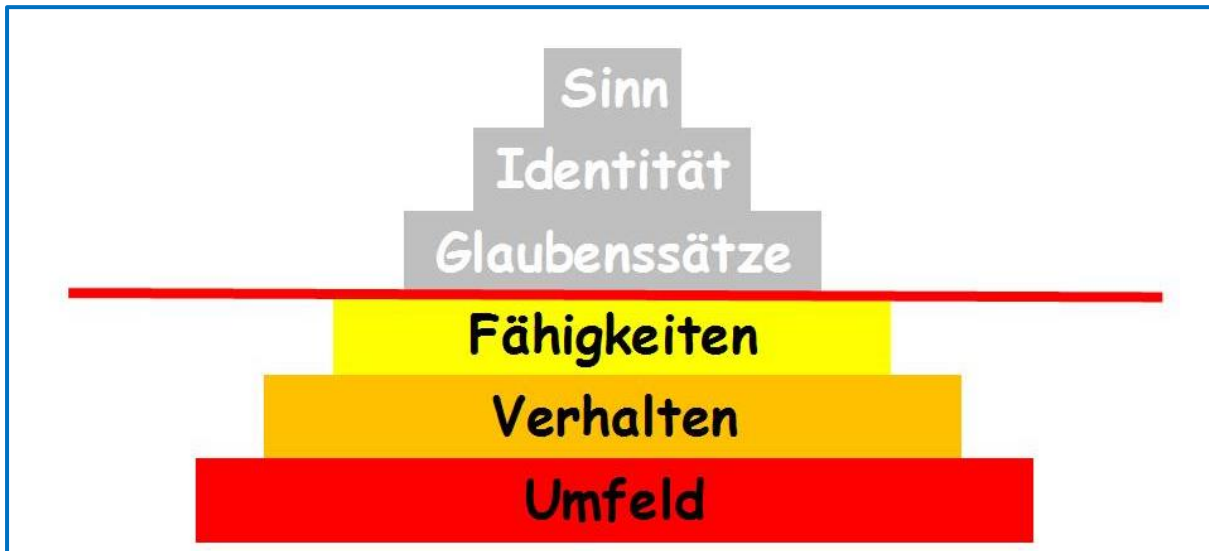 Sinn
Identität
Glaubenssätze
Fähigkeiten
Verhalten
Umfeld